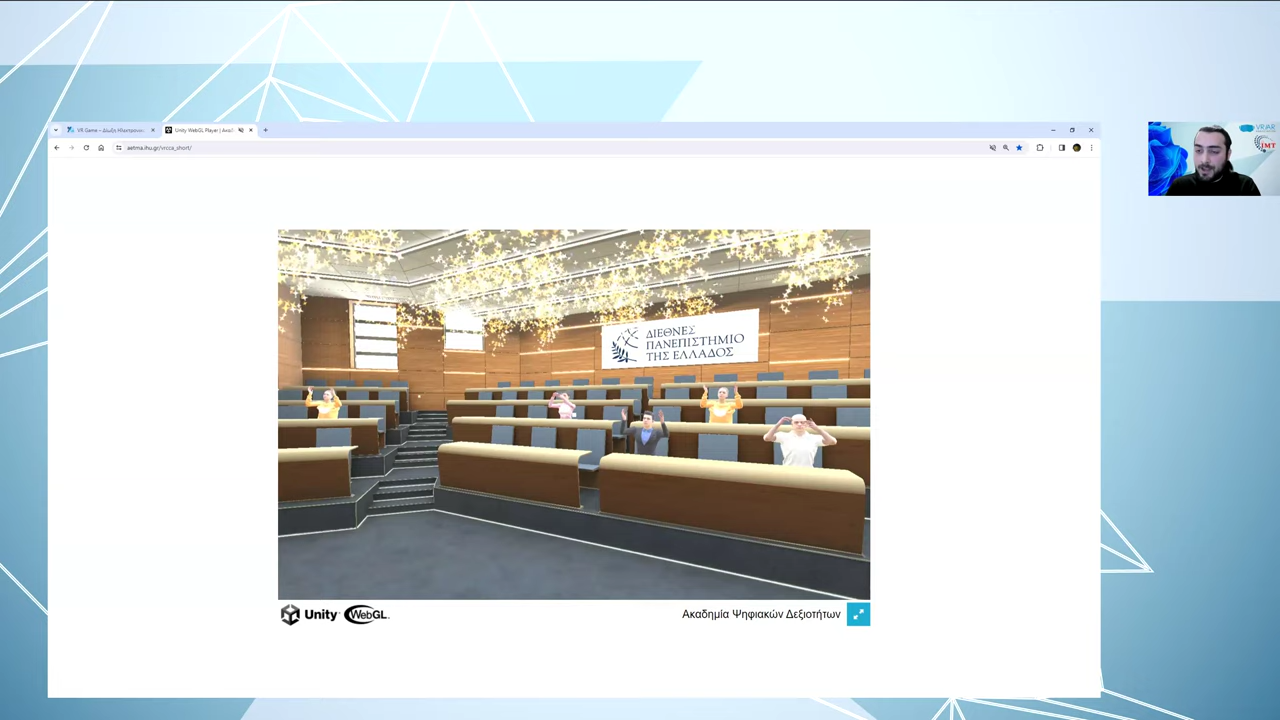 VR Game – Δίωξη Ηλεκτρονικ
Unity WebGL Player | Ακαδ
aetma.ihu.gr/vrcca_short/
VR|AR
IMT
ΔΙΕΘΝΕΣ
ΠΑΝΕΠΙΣΤΗΜΙΟ
ΤΗΣ ΕΛΛΑΔΟΣ
Unity WebGL
Ακαδημία Ψηφιακών Δεξιοτήτων